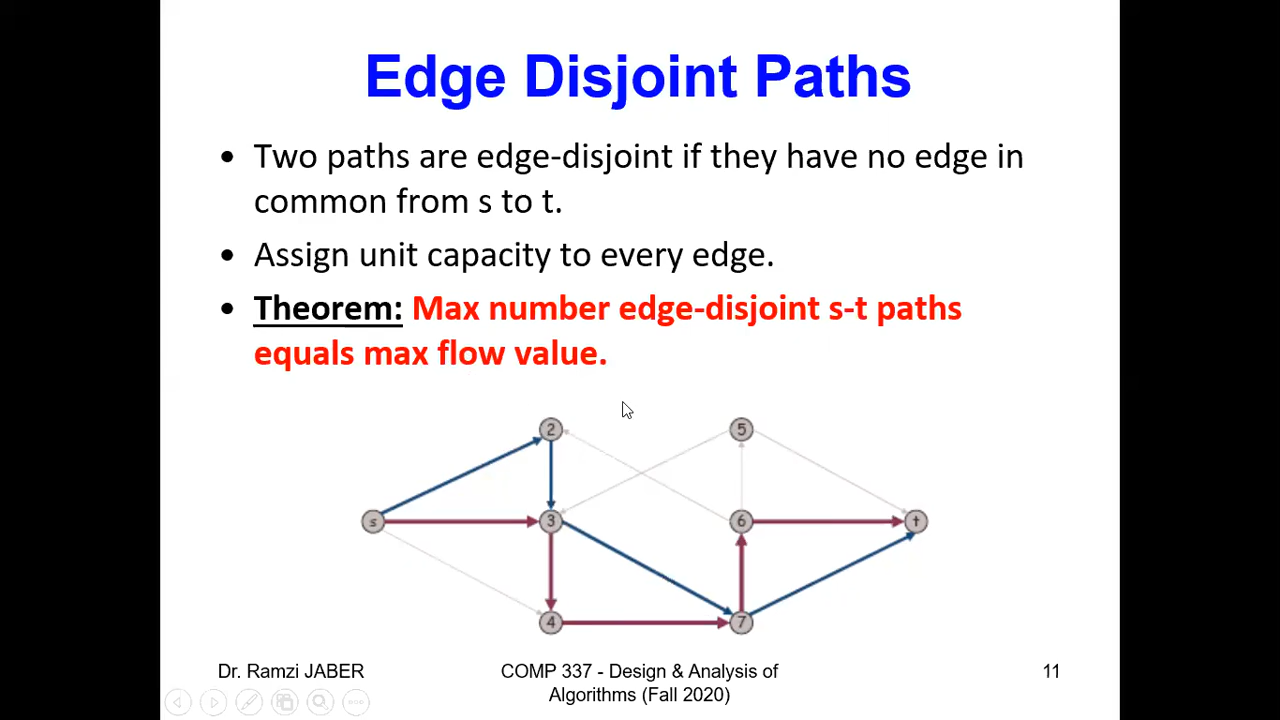 Edge Disjoint Paths
• Two paths are edge-disjoint if they have no edge in
common from s to t.
• Assign unit capacity to every edge.
• Theorem: Max number edge-disjoint s-t paths
equals max flow value.
2
5
s
3
6
t
4
7
Dr. Ramzi JABER
COMP 337 - Design & Analysis of
Algorithms (Fall 2020)
11